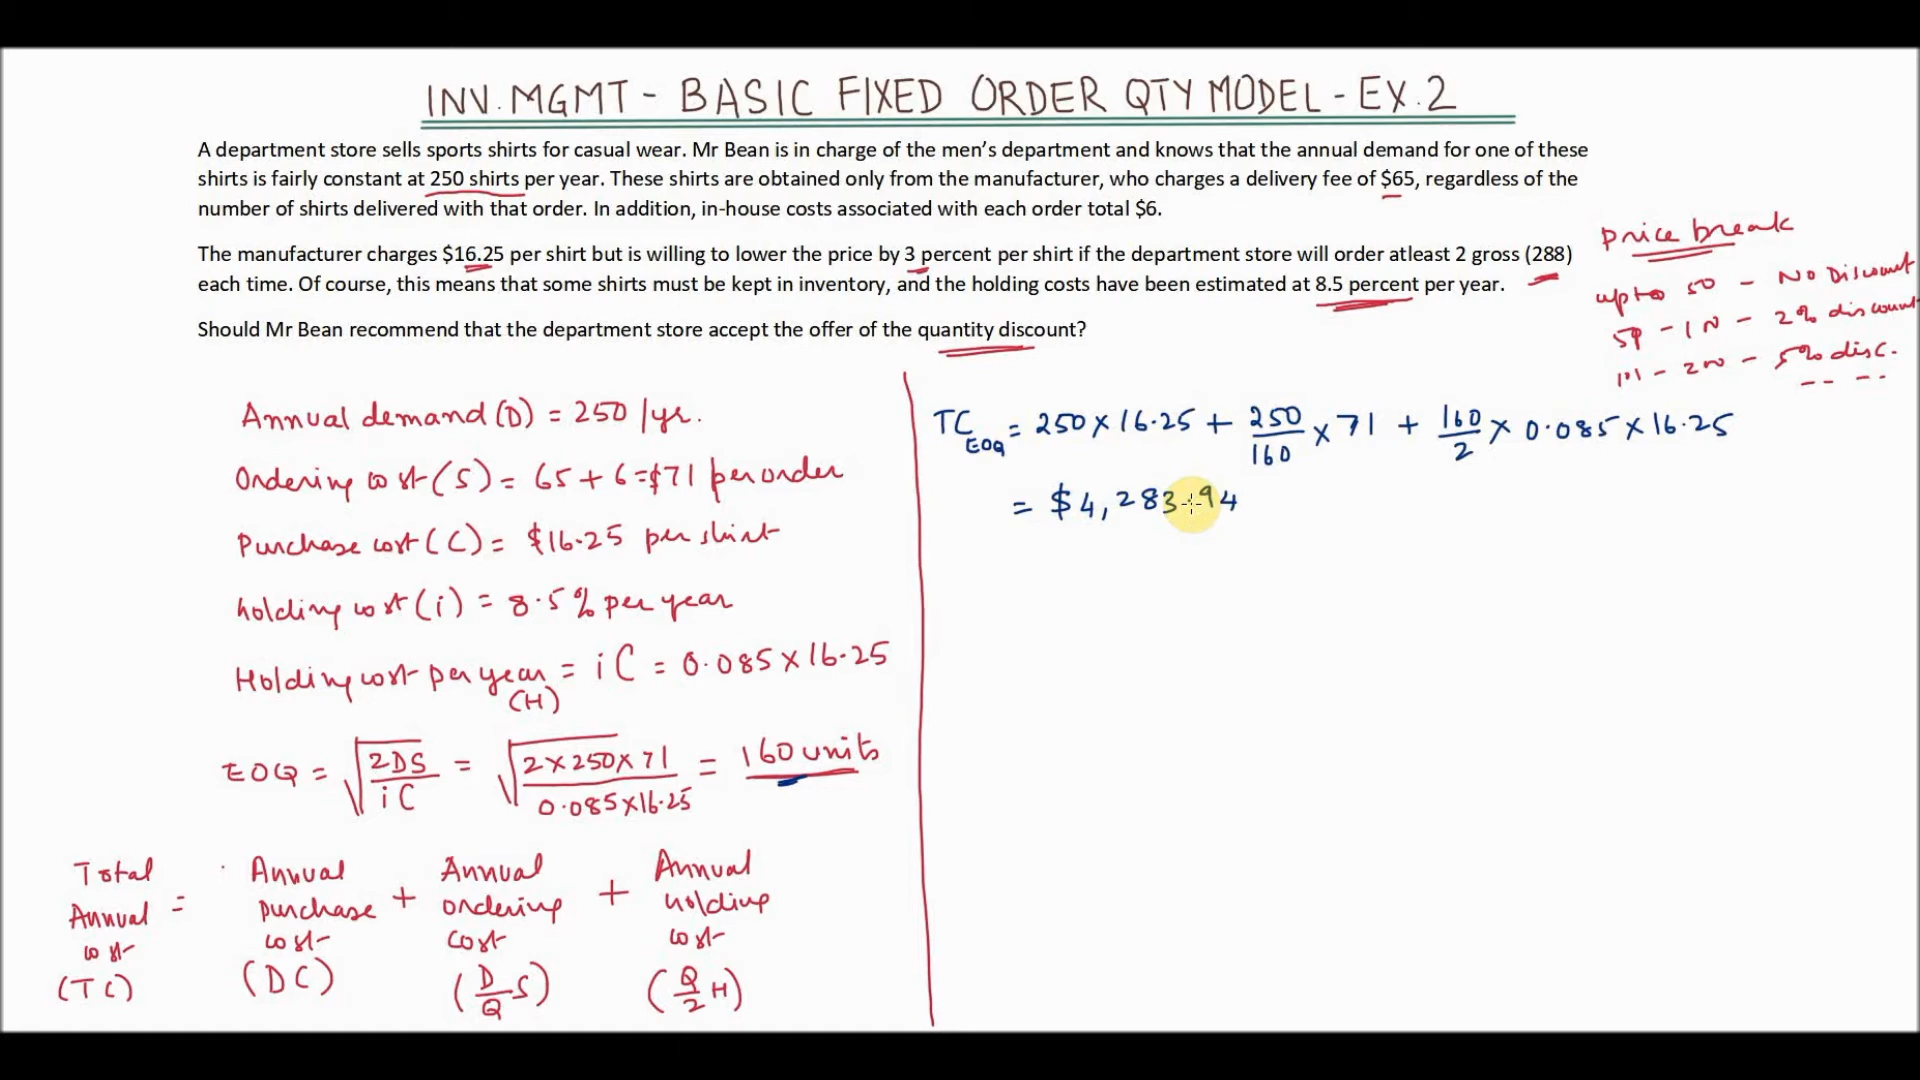 INV.MGMT - BASIC FIXED ORDER QTY MODEL - EX.2
A department store sells sports shirts for casual wear. Mr Bean is in charge of the men's department and knows that the annual demand for one of these
shirts is fairly constant at 250 shirts per year. These shirts are obtained only from the manufacturer, who charges a delivery fee of $65, regardless of the
number of shirts delivered with that order. In addition, in-house costs associated with each order total $6.
The manufacturer charges $16.25 per shirt but is willing to lower the price by 3 percent per shirt if the department store will order atleast 2 gross (288)
each time. Of course, this means that some shirts must be kept in inventory, and the holding costs have been estimated at 8.5 percent per year.
Should Mr Bean recommend that the department store accept the offer of the quantity discount?
Price break
upto 50 - No Discount
- 2% discount
- 5% disc.
-- --
Annual demand (D) = 250 /yr.
Ordering cost (S) = 65 + 6 = $71 per order
Purchase cost (C) = $16.25 per shirt
holding cost (i) = 8.5% per year
Holding cost per year = iC = 0.085 × 16.25
(H)
EOQ = √(2DS/iC) = √(2 × 250 × 71 / 0.085 × 16.25) = 160 units
Total Annual cost = Annual purchase cost + Annual ordering cost + Annual holding cost
(TC) (DC) (D/Q S) (Q/2 H)
TC EOQ = 250 × 16.25 + 250/160 × 71 + 160/2 × 0.085 × 16.25
= $4,283.94